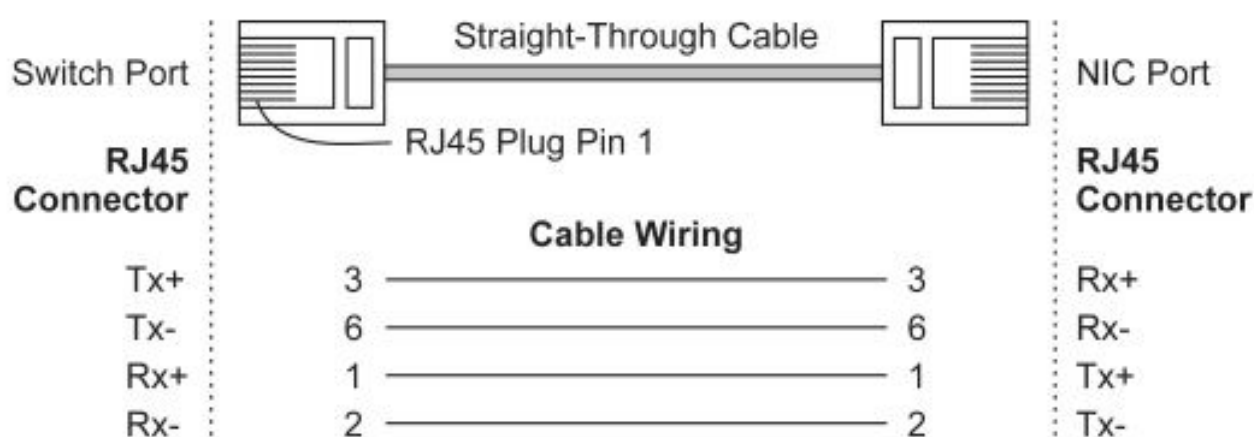 Straight-Through Cable
Switch Port NIC Port
RJ45 Plug Pin 1
RJ45 RJ45
Connector Connector
Cable Wiring
Tx+ 3 3 Rx+
Tx- 6 6 Rx-
Rx+ 1 1 Tx+
Rx- 2 2 Tx-